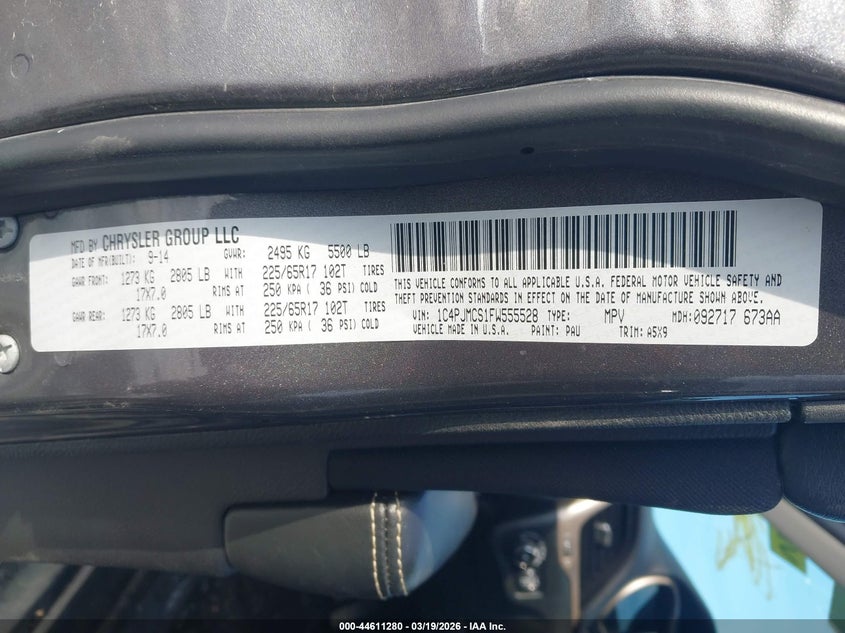 MFD BY CHRYSLER GROUP LLC
DATE OF MFR(BUILT): 9-14 GVWR: 2495 KG 5500 LB
GAWR FRONT: 1273 KG 2805 LB WITH 225/65R17 102T TIRES
17X7.0 RIMS AT 250 KPA ( 36 PSI) COLD
GAWR REAR: 1273 KG 2805 LB WITH 225/65R17 102T TIRES
17X7.0 RIMS AT 250 KPA ( 36 PSI) COLD
THIS VEHICLE CONFORMS TO ALL APPLICABLE U.S.A. FEDERAL MOTOR VEHICLE SAFETY AND
THEFT PREVENTION STANDARDS IN EFFECT ON THE DATE OF MANUFACTURE SHOWN ABOVE.
VIN: 1C4PJMCS1FW555528 TYPE: MPV MDH: 092717 673AA
VEHICLE MADE IN U.S.A. PAINT: PAU TRIM: A5X9
000-44611280 - 03/19/2026 - IAA Inc.